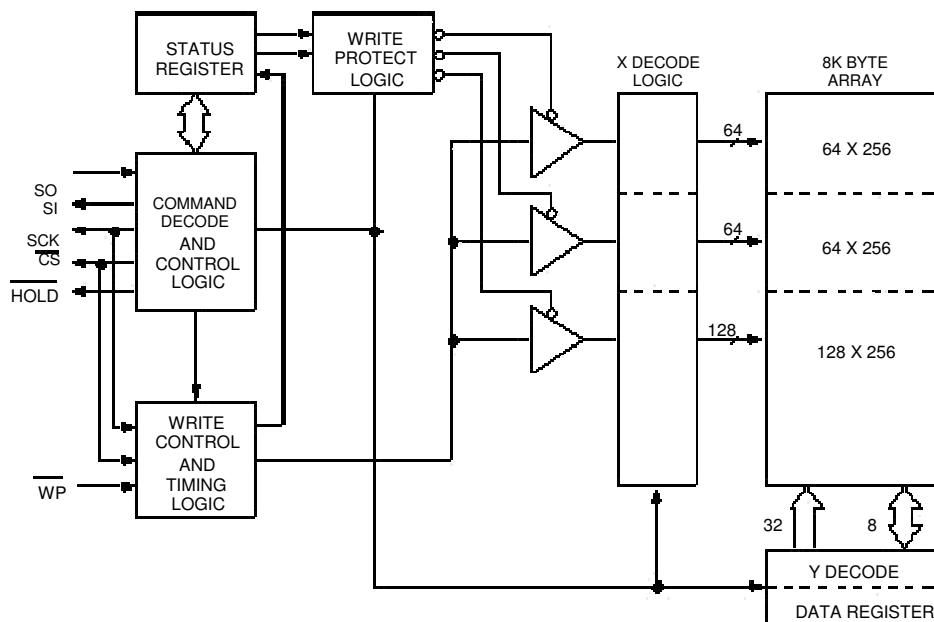 STATUS
REGISTER
WRITE
PROTECT
LOGIC
X DECODE
LOGIC
8K BYTE
ARRAY
64
64 X 256
SO
SI
SCK
CS
HOLD
COMMAND
DECODE
AND
CONTROL
LOGIC
64
64 X 256
128
128 X 256
WRITE
CONTROL
AND
TIMING
LOGIC
WP
32
8
Y DECODE
DATA REGISTER